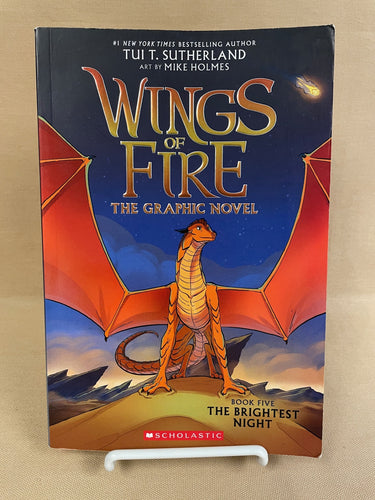 #1 NEW YORK TIMES BESTSELLING AUTHOR
TUI T. SUTHERLAND
ART BY MIKE HOLMES
WINGS
OF
FIRE
THE GRAPHIC NOVEL
BOOK FIVE
THE BRIGHTEST
NIGHT
SCHOLASTIC